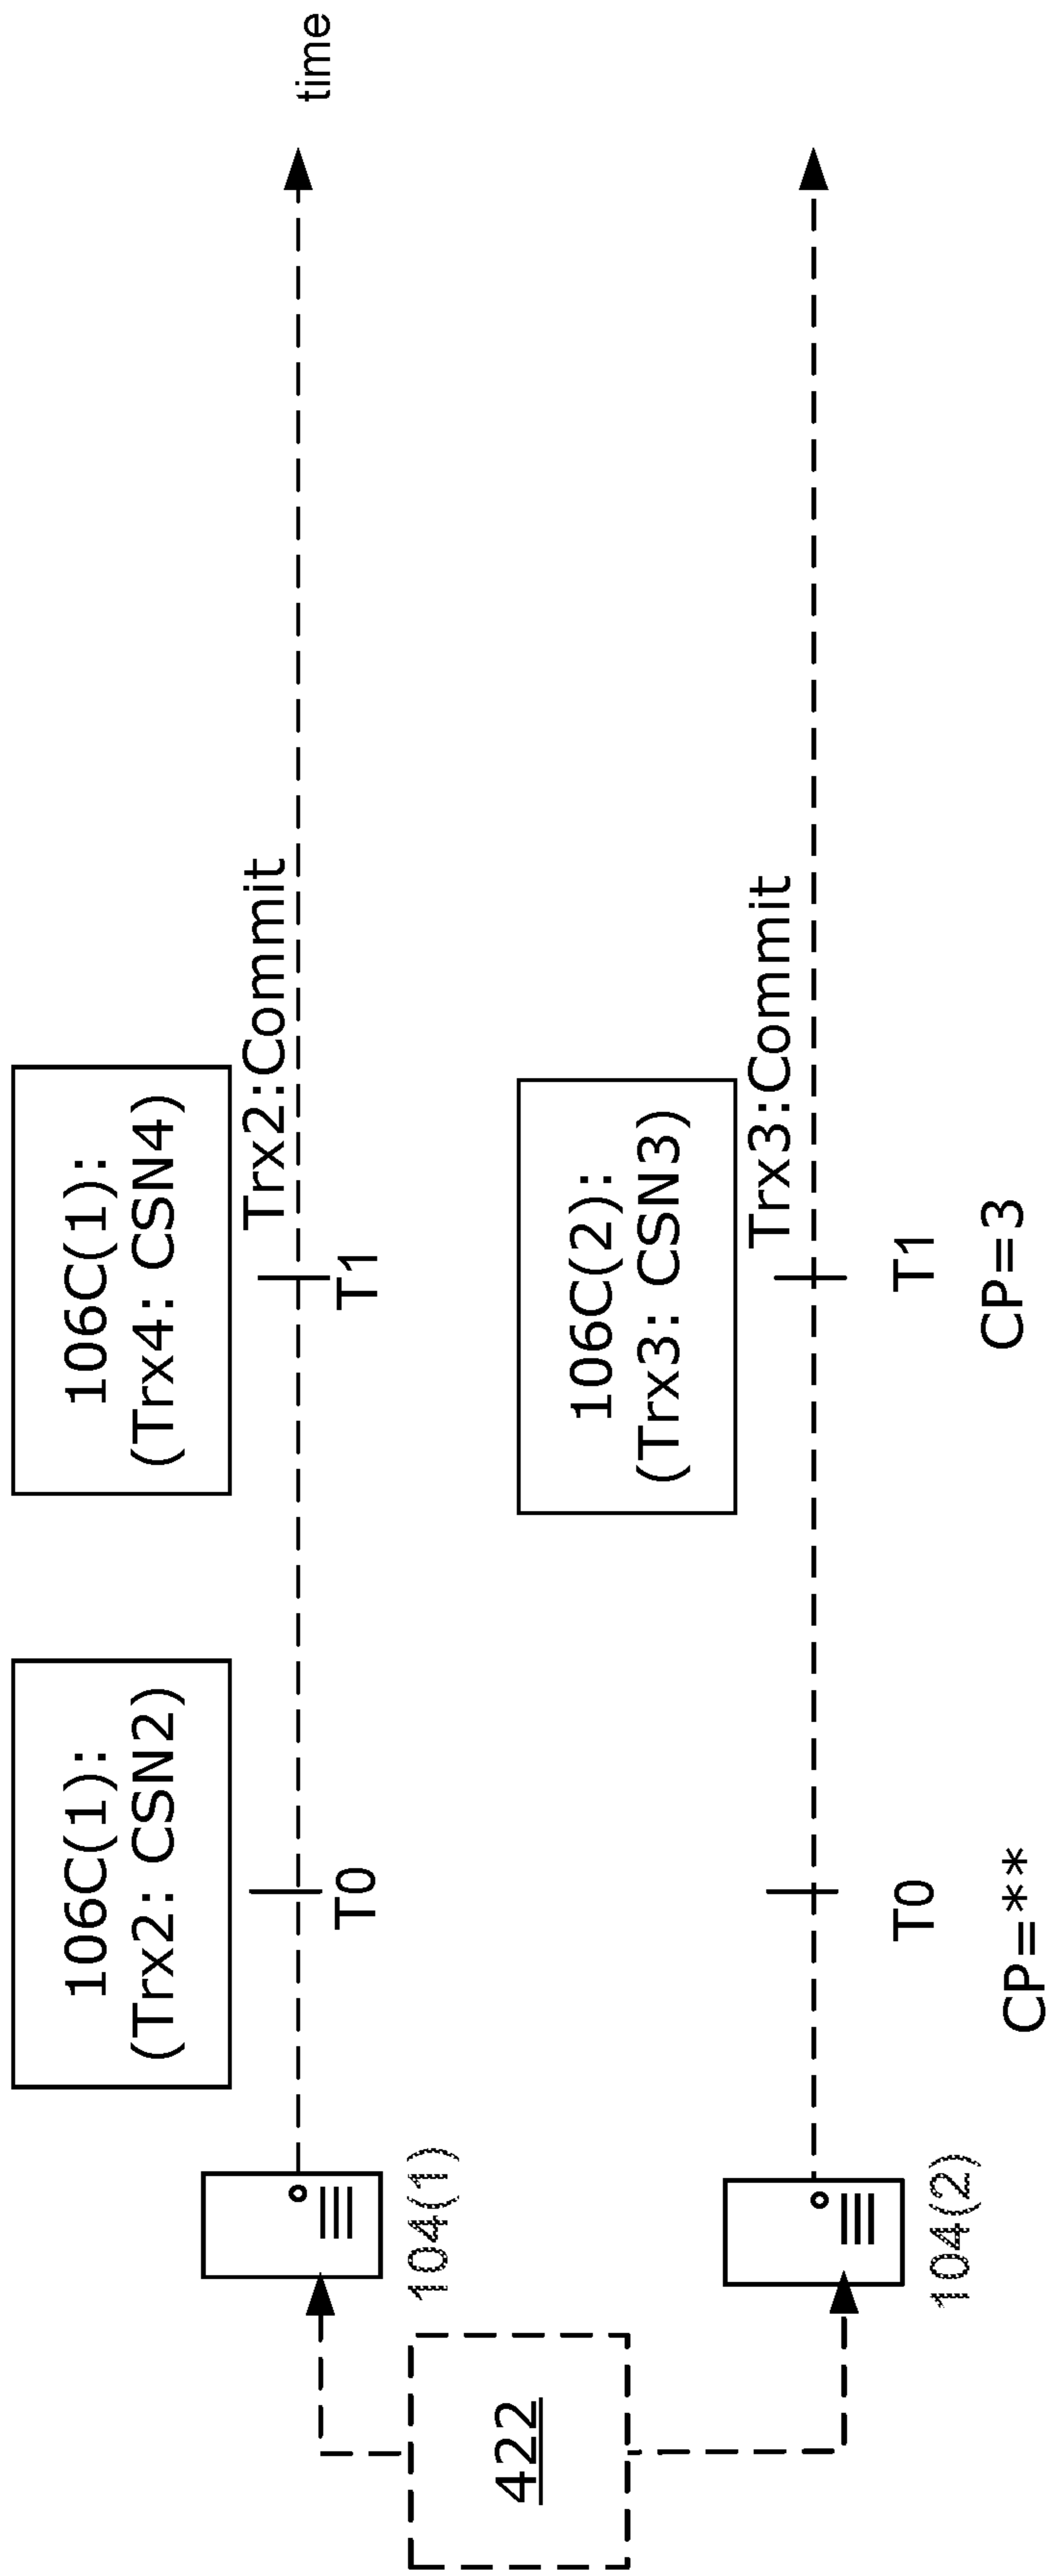 106C(1):
(Trx2: CSN2)
106C(1):
(Trx4: CSN4)
Trx2:Commit
time
T0
T1
104(1)
422
106C(2):
(Trx3: CSN3)
Trx3:Commit
104(2)
T0
T1
CP=**
CP=3